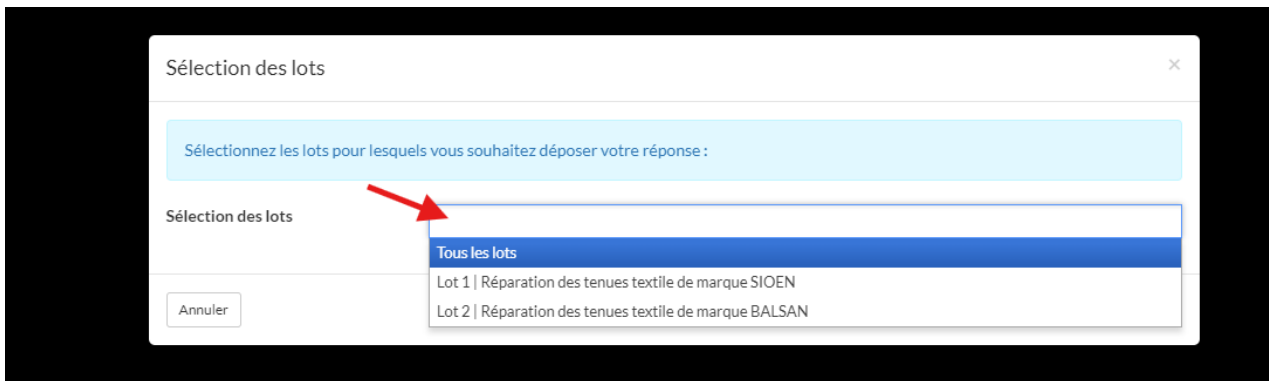 Sélection des lots
×
Sélectionnez les lots pour lesquels vous souhaitez déposer votre réponse :
Sélection des lots
Tous les lots
Lot 1 | Réparation des tenues textile de marque SIOEN
Lot 2 | Réparation des tenues textile de marque BALSAN
Annuler